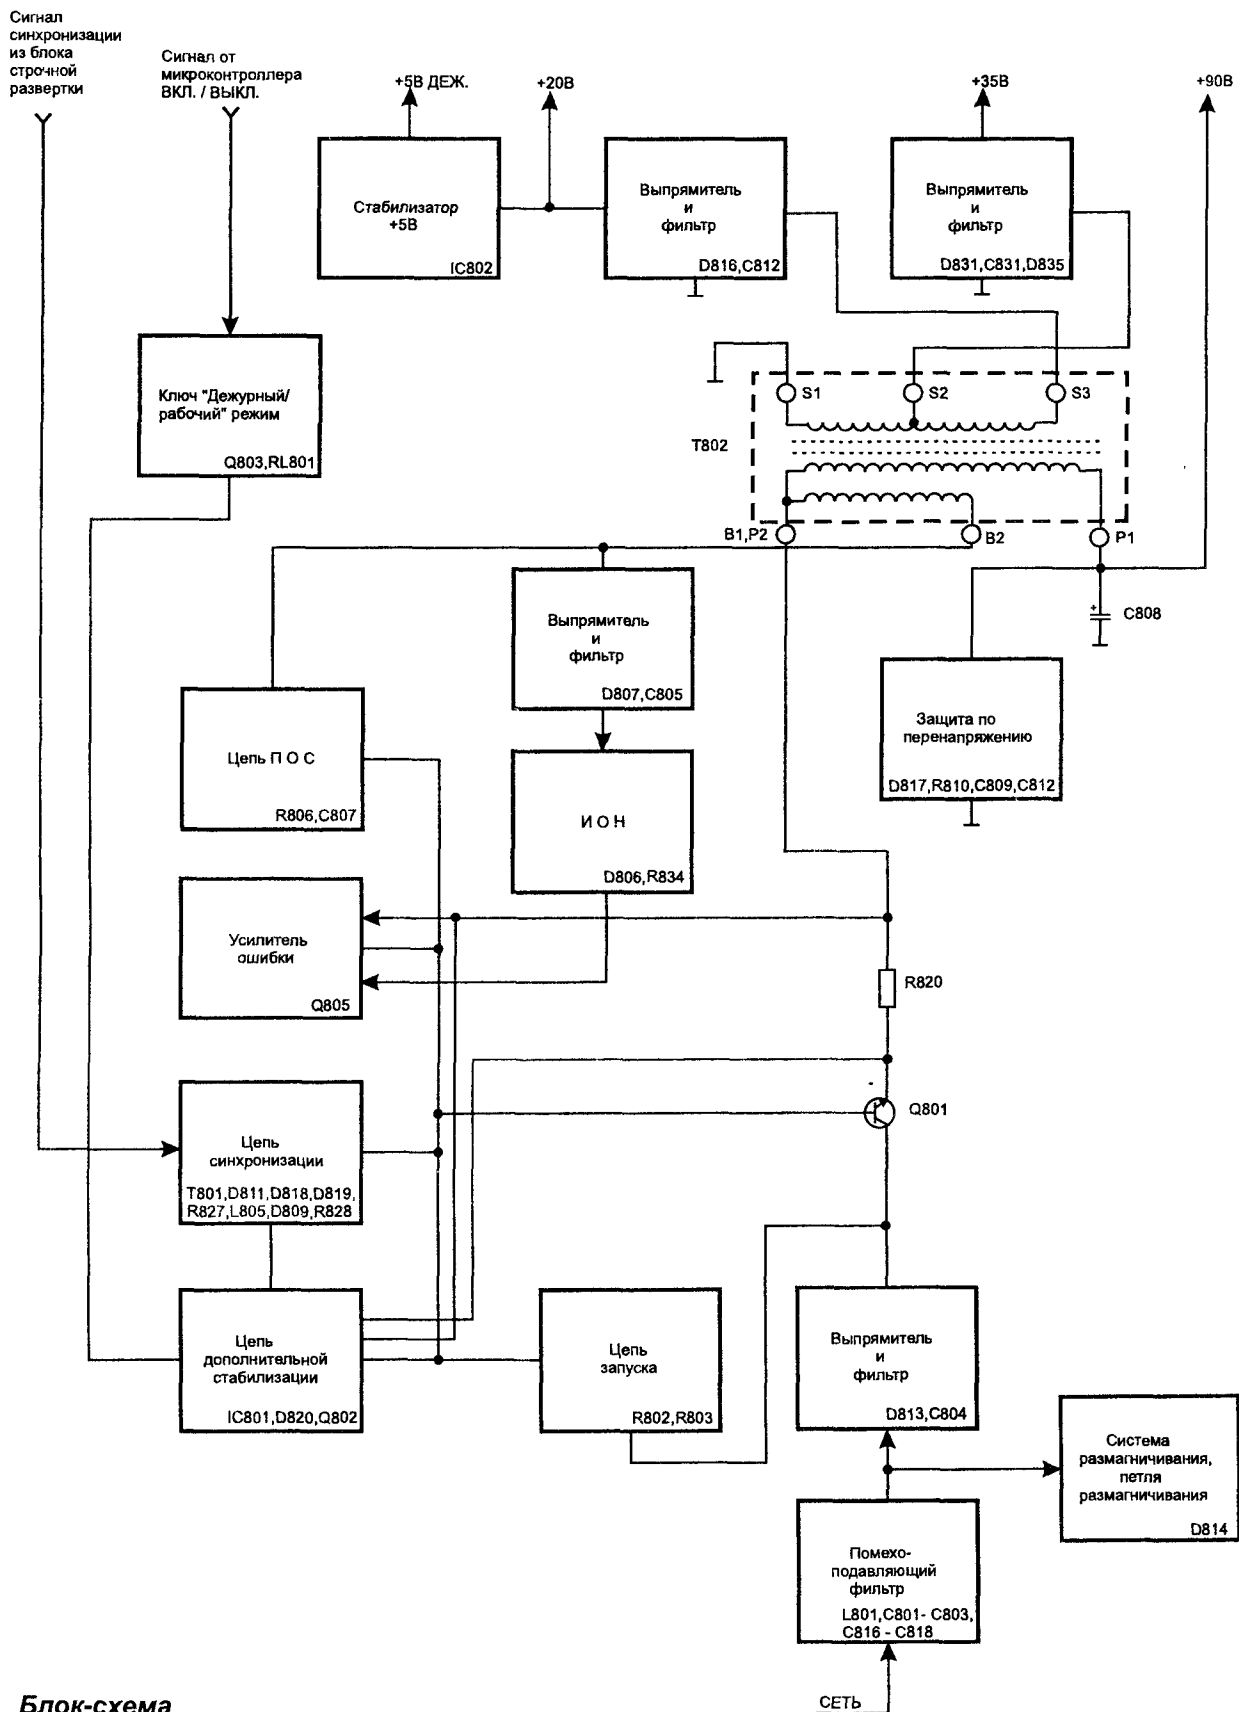 Сигнал
синхронизации
из блока
строчной
развертки
Сигнал от
микроконтроллера
ВКЛ. / ВЫКЛ.
+5В ДЕЖ.
+20В
+35В
+90В
Стабилизатор
+5В
IC802
Выпрямитель
и
фильтр
D816,C812
Выпрямитель
и
фильтр
D831,C831,D835
Ключ "Дежурный/
рабочий" режим
Q803,RL801
S1
S2
S3
T802
B1,P2
B2
P1
+
C808
Выпрямитель
и
фильтр
D807,C805
Защита по
перенапряжению
D817,R810,C809,C812
Цепь П О С
R806,C807
И О Н
D806,R834
Усилитель
ошибки
Q805
R820
Q801
Цепь
синхронизации
T801,D811,D818,D819,
R827,L805,D809,R828
Цепь
дополнительной
стабилизации
IC801,D820,Q802
Цепь
запуска
R802,R803
Выпрямитель
и
фильтр
D813,C804
Система
размагничивания,
петля
размагничивания
D814
Помехо-
подавляющий
фильтр
L801,C801- C803,
C816 - C818
СЕТЬ
Блок-схема